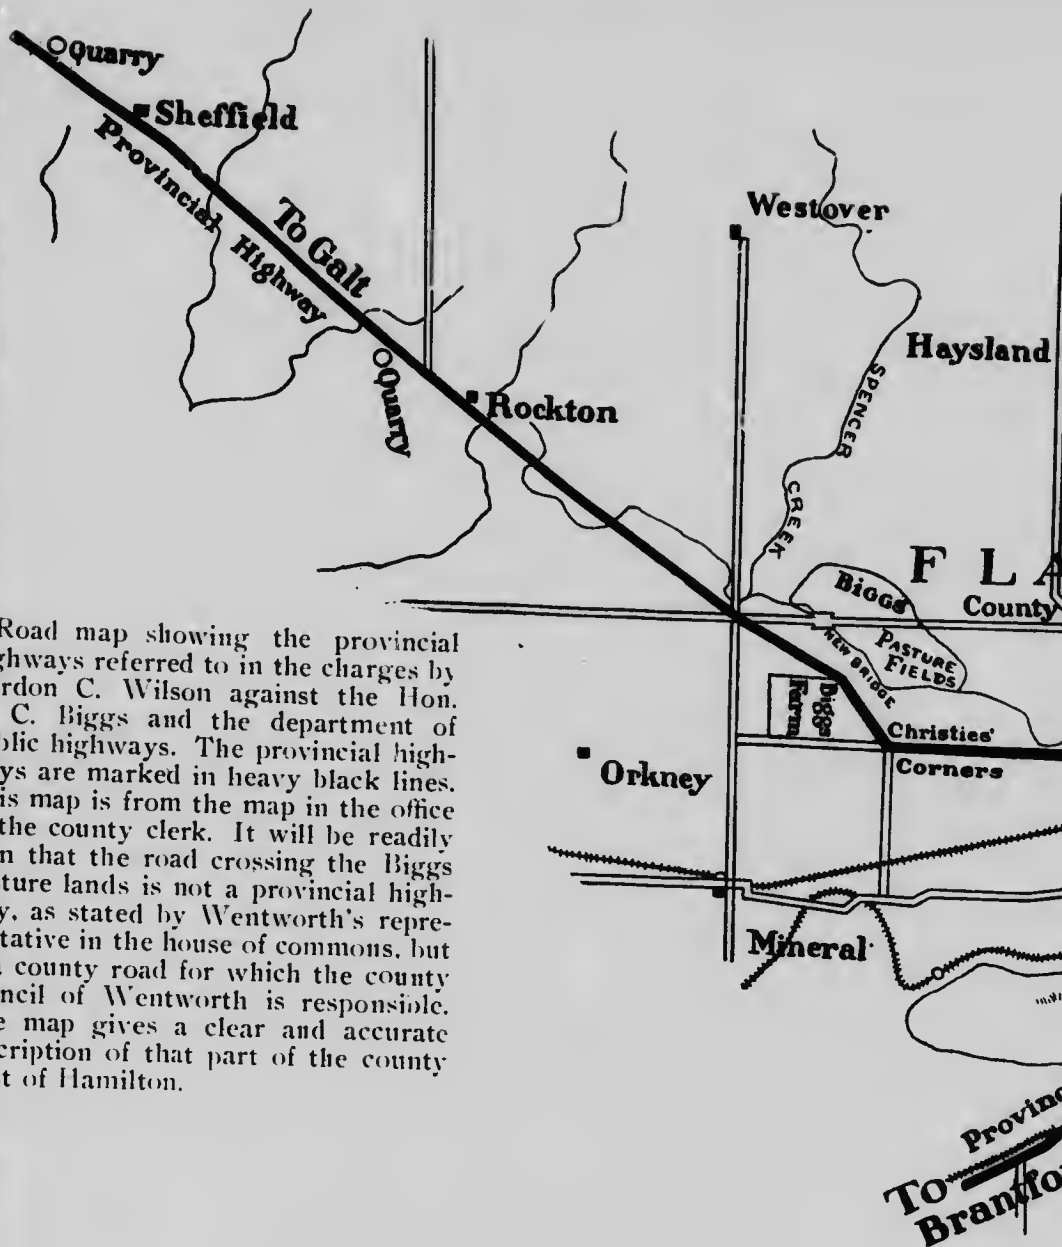 Quarry
Sheffield
Provincial Highway
To Galt
Quarry
Rockton
Westover
Haysland
SPENCER
CREEK
F L A
County
BIGGS
PASTURE
FIELDS
NEW BRIDGE
Biggs
Farm
Christies'
Corners
Orkney
Mineral
Provinc
To
Brantfo
Road map showing the provincial
ghways referred to in the charges by
rdon C. Wilson against the Hon.
C. Biggs and the department of
blic highways. The provincial high-
ys are marked in heavy black lines.
is map is from the map in the office
the county clerk. It will be readily
n that the road crossing the Biggs
ture lands is not a provincial high-
y, as stated by Wentworth's repre-
tative in the house of commons, but
a county road for which the county
ncil of Wentworth is responsible.
e map gives a clear and accurate
cription of that part of the county
t of Hamilton.